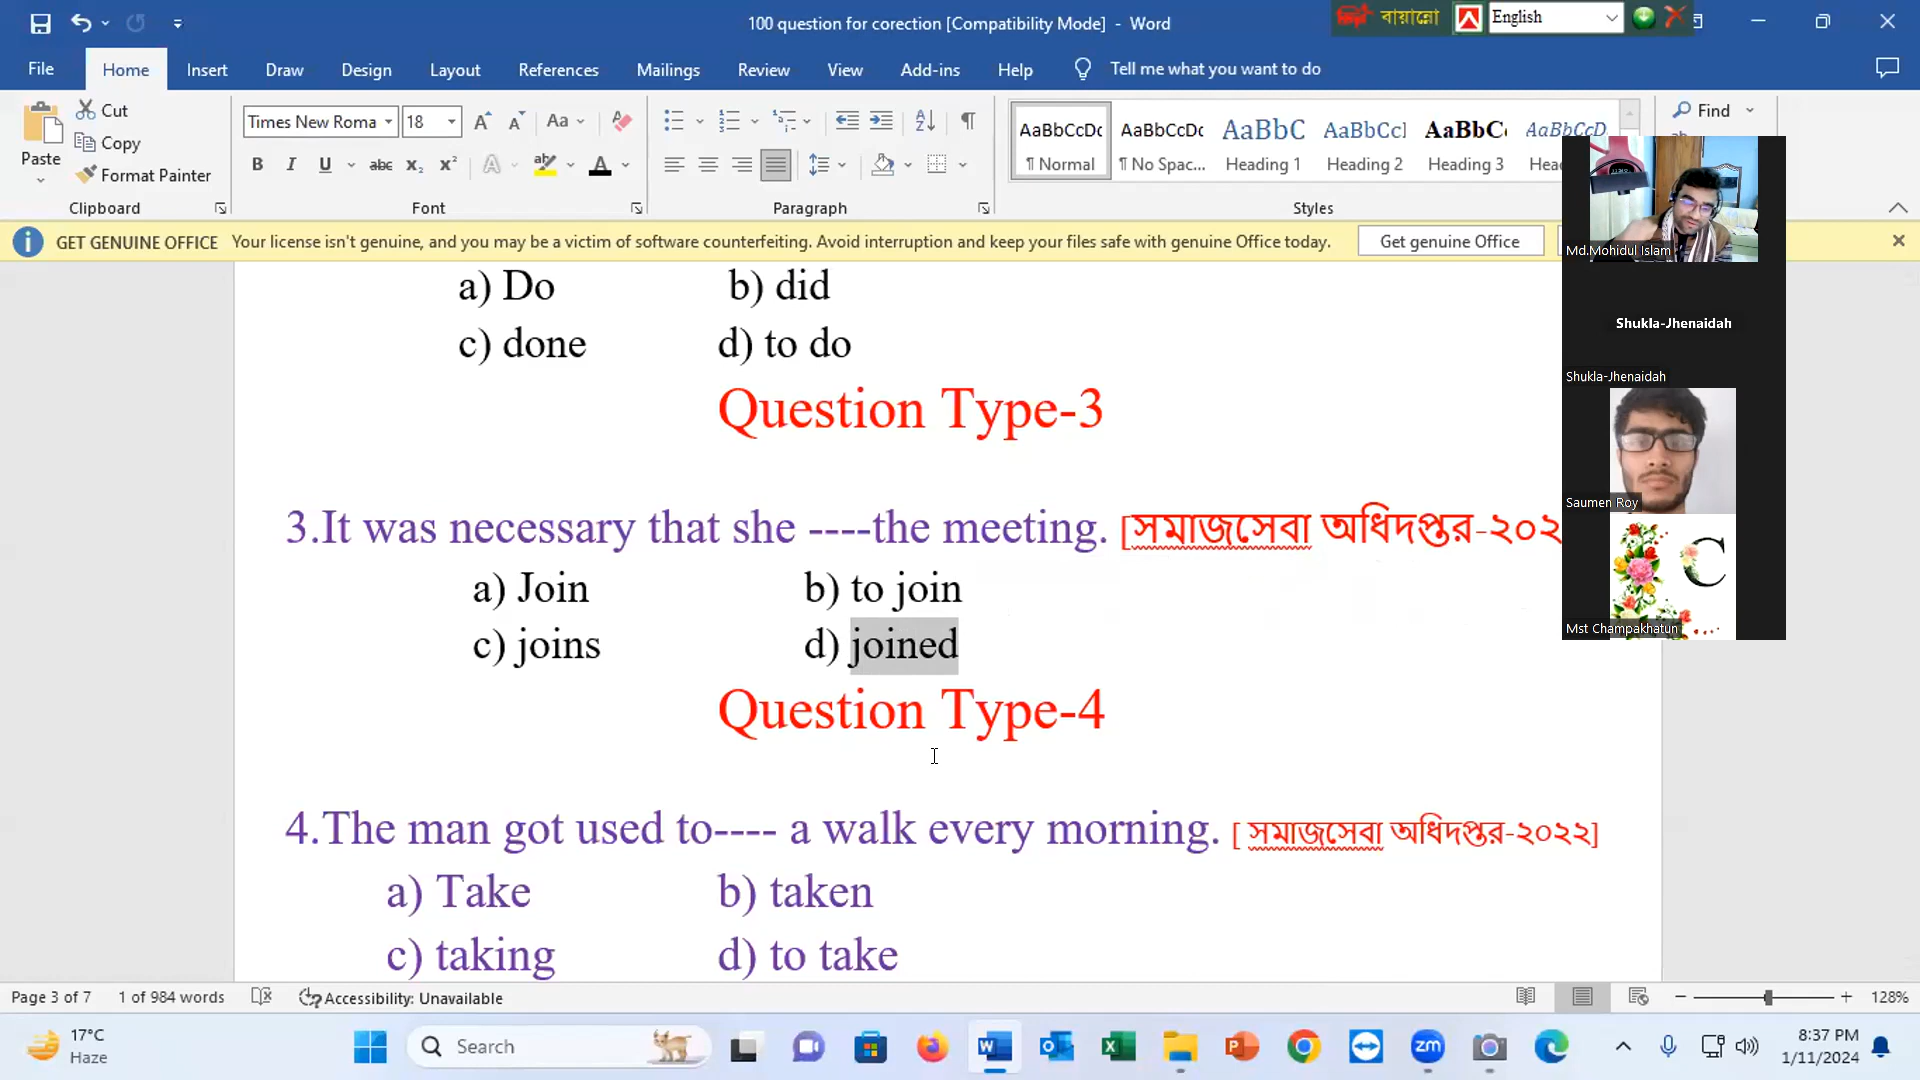 100 question for corection [Compatibility Mode] - Word
বায়ান্নো
English
File Home Insert Draw Design Layout References Mailings Review View Add-ins Help Tell me what you want to do
Paste
Cut
Copy
Format Painter
Clipboard
Times New Roma 18
Font
Paragraph
AaBbCcDc
¶ Normal
AaBbCcDc
¶ No Spac...
AaBbC
Heading 1
AaBbCcI
Heading 2
AaBbC
Heading 3
AaBbCcD
Styles
Find
GET GENUINE OFFICE Your license isn't genuine, and you may be a victim of software counterfeiting. Avoid interruption and keep your files safe with genuine Office today. Get genuine Office
a) Do b) did
c) done d) to do
Question Type-3
3.It was necessary that she ----the meeting. [সমাজসেবা অধিদপ্তর-২০২
a) Join b) to join
c) joins d) joined
Question Type-4
4.The man got used to---- a walk every morning. [ সমাজসেবা অধিদপ্তর-২০২২]
a) Take b) taken
c) taking d) to take
Md.Mohidul Islam
Shukla-Jhenaidah
Shukla-Jhenaidah
Saumen Roy
C
Mst Champakhatun
Page 3 of 7 1 of 984 words Accessibility: Unavailable 128%
17°C
Haze
Search
zm
8:37 PM
1/11/2024